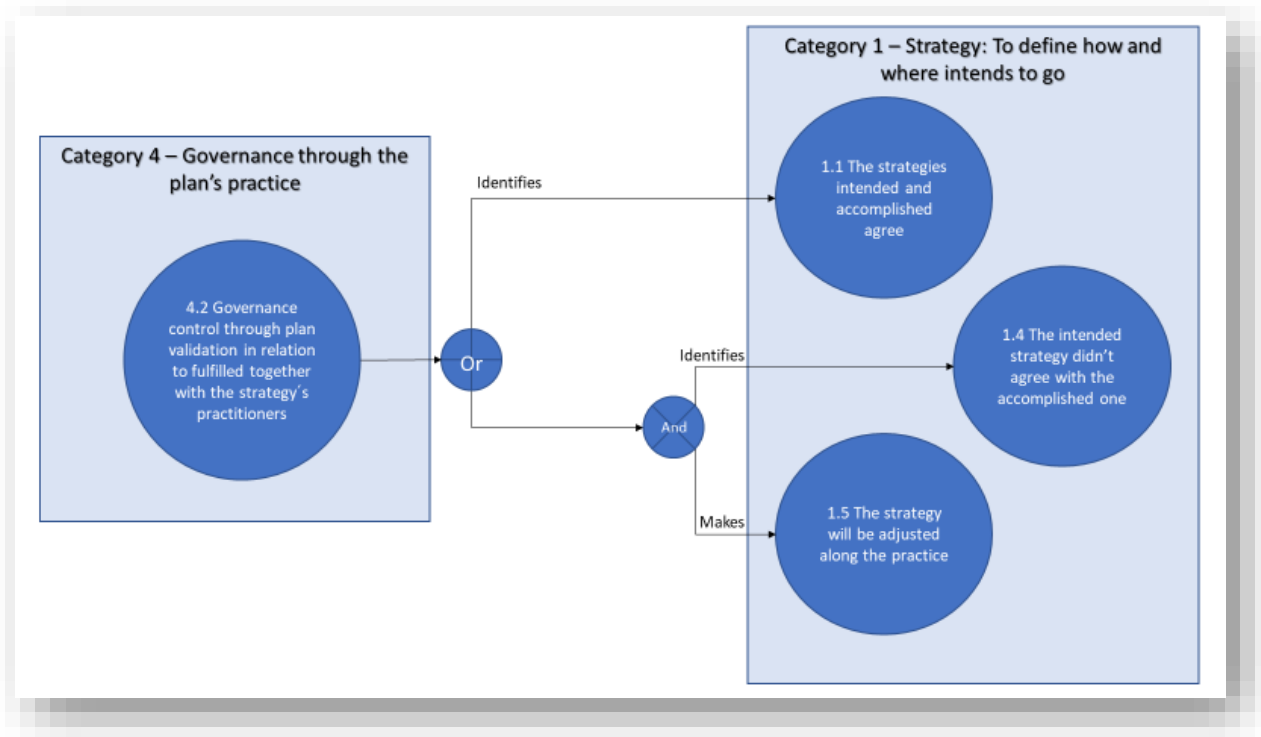 Category 4 – Governance through the
plan's practice
4.2 Governance
control through plan
validation in relation
to fulfilled together
with the strategy´s
practitioners
Or
Identifies
And
Identifies
Makes
Category 1 – Strategy: To define how and
where intends to go
1.1 The strategies
intended and
accomplished
agree
1.4 The intended
strategy didn't
agree with the
accomplished one
1.5 The strategy
will be adjusted
along the practice